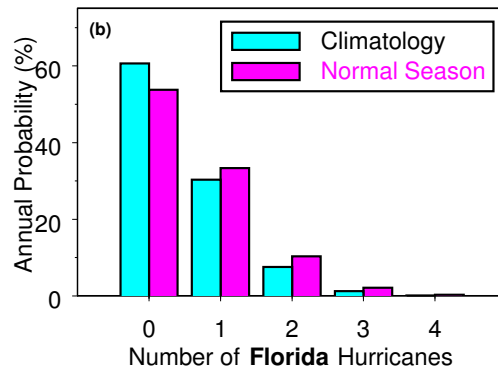 (b)
Climatology
Normal Season
Annual Probability (%)
60
40
20
0
0 1 2 3 4
Number of Florida Hurricanes